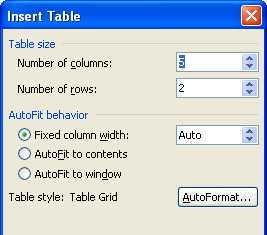 Insert Table
Table size
Number of columns: 5
Number of rows: 2
AutoFit behavior
Fixed column width: Auto
AutoFit to contents
AutoFit to window
Table style: Table Grid AutoFormat...